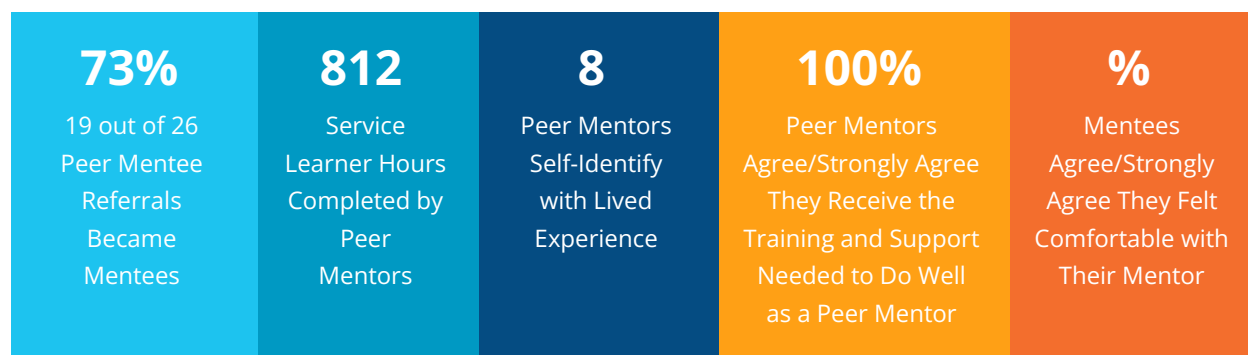 73%
19 out of 26
Peer Mentee
Referrals
Became
Mentees
812
Service
Learner Hours
Completed by
Peer
Mentors
8
Peer Mentors
Self-Identify
with Lived
Experience
100%
Peer Mentors
Agree/Strongly Agree
They Receive the
Training and Support
Needed to Do Well
as a Peer Mentor
%
Mentees
Agree/Strongly
Agree They Felt
Comfortable with
Their Mentor